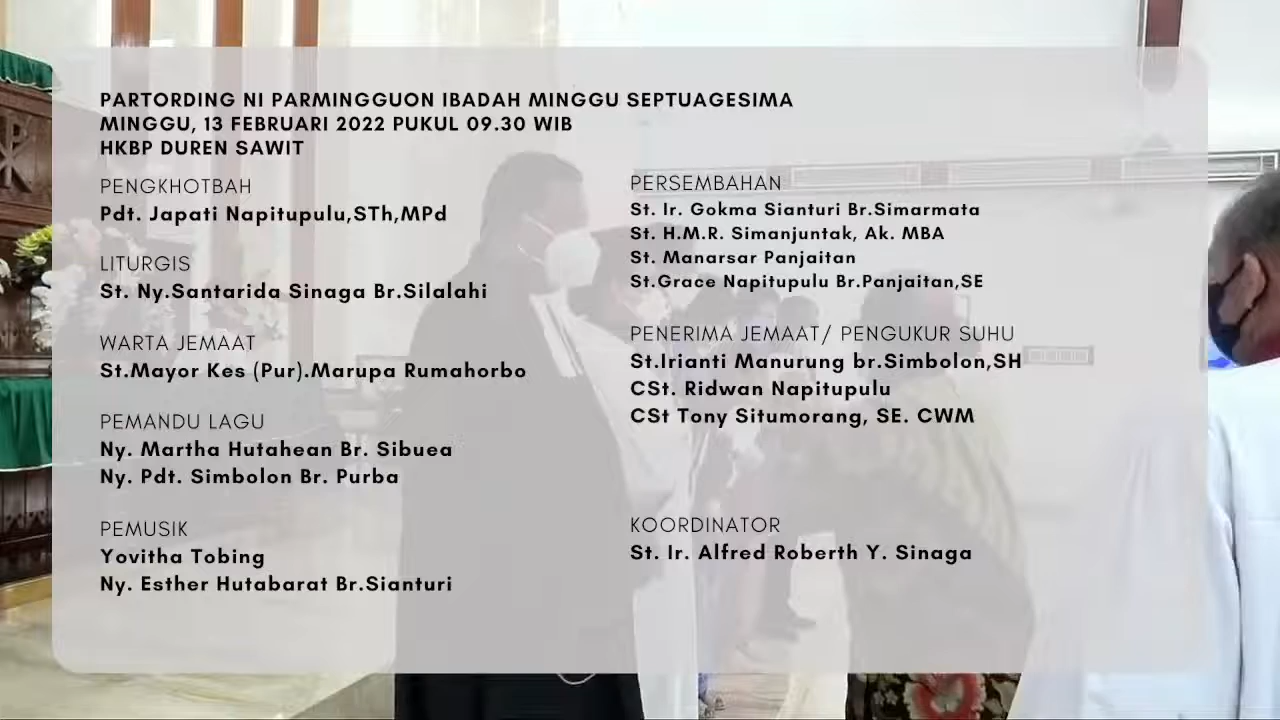 PARTORDING NI PARMINGGUON IBADAH MINGGU SEPTUAGESIMA
MINGGU, 13 FEBRUARI 2022 PUKUL 09.30 WIB
HKBP DUREN SAWIT
PENGKHOTBAH
Pdt. Japati Napitupulu,STh,MPd
LITURGIS
St. Ny.Santarida Sinaga Br.Silalahi
WARTA JEMAAT
St.Mayor Kes (Pur).Marupa Rumahorbo
PEMANDU LAGU
Ny. Martha Hutahean Br. Sibuea
Ny. Pdt. Simbolon Br. Purba
PEMUSIK
Yovitha Tobing
Ny. Esther Hutabarat Br.Sianturi
PERSEMBAHAN
St. Ir. Gokma Sianturi Br.Simarmata
St. H.M.R. Simanjuntak, Ak. MBA
St. Manarsar Panjaitan
St.Grace Napitupulu Br.Panjaitan,SE
PENERIMA JEMAAT/ PENGUKUR SUHU
St.Irianti Manurung br.Simbolon,SH
CSt. Ridwan Napitupulu
CSt Tony Situmorang, SE. CWM
KOORDINATOR
St. Ir. Alfred Roberth Y. Sinaga